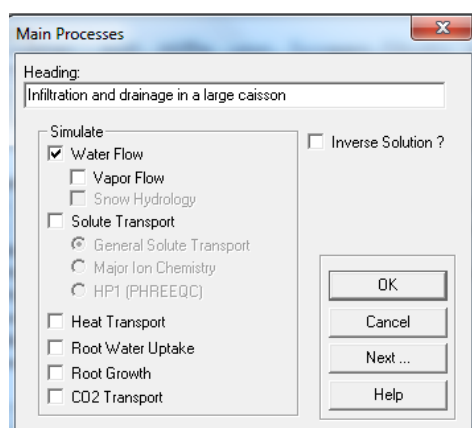 Main Processes
Heading:
Infiltration and drainage in a large caisson
Simulate
Water Flow
Vapor Flow
Snow Hydrology
Solute Transport
General Solute Transport
Major Ion Chemistry
HP1 (PHREEQC)
Heat Transport
Root Water Uptake
Root Growth
CO2 Transport
Inverse Solution ?
OK
Cancel
Next ...
Help